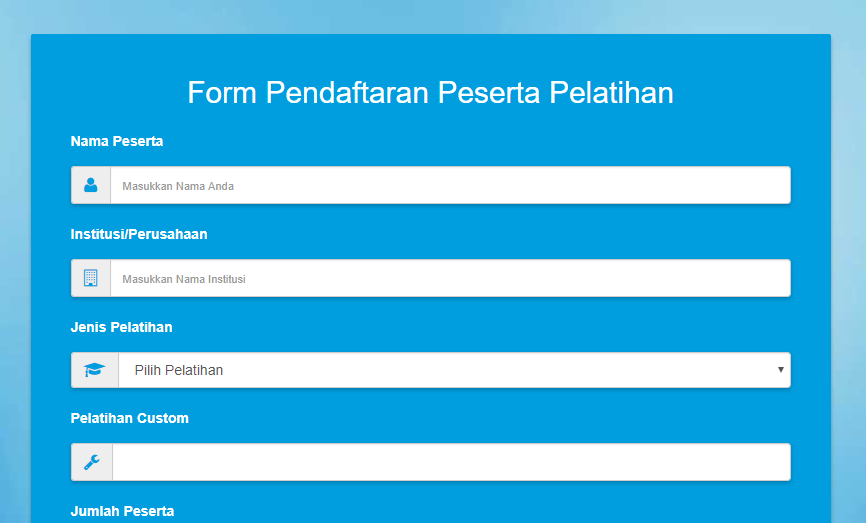 Form Pendaftaran Peserta Pelatihan
Nama Peserta
Masukkan Nama Anda
Institusi/Perusahaan
Masukkan Nama Institusi
Jenis Pelatihan
Pilih Pelatihan
Pelatihan Custom
Jumlah Peserta